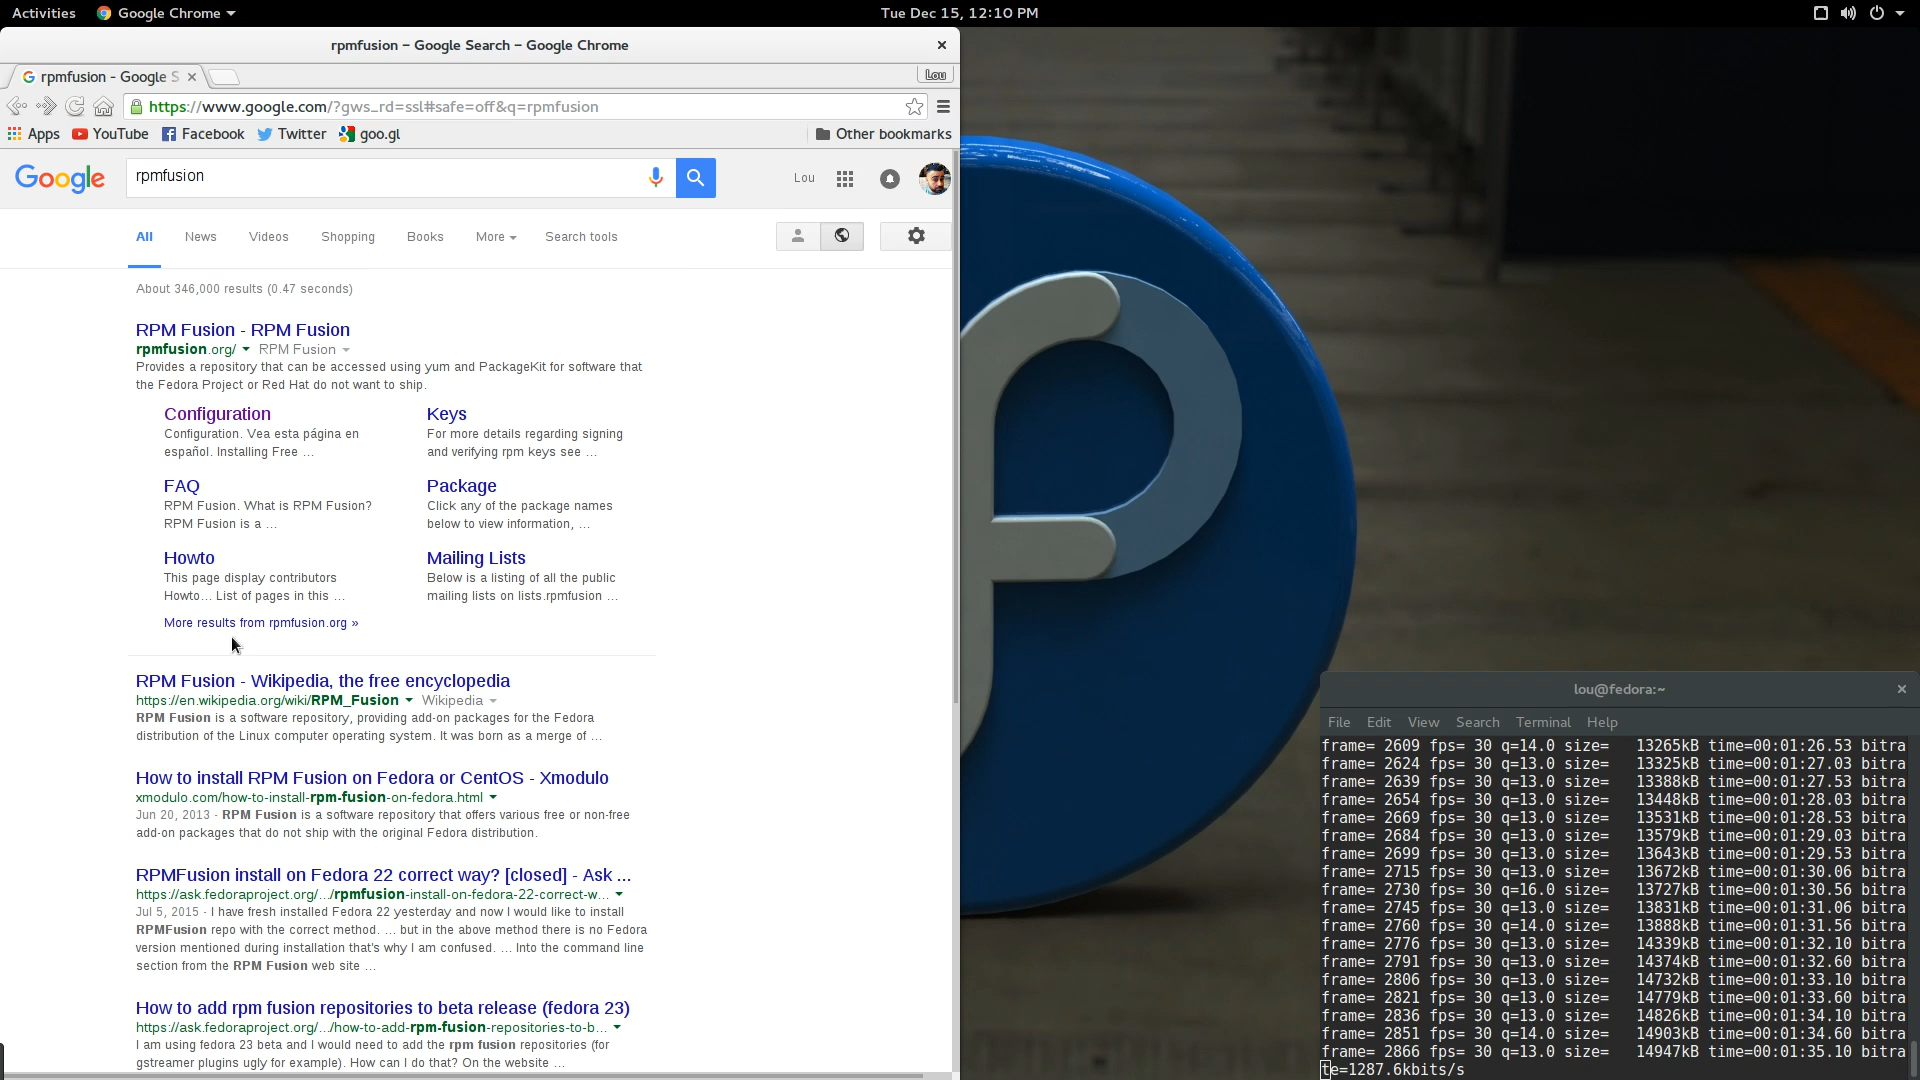 Activities
Google Chrome
Tue Dec 15, 12:10 PM
rpmfusion – Google Search – Google Chrome
rpmfusion - Google S
Lou
https://www.google.com/?gws_rd=ssl#safe=off&q=rpmfusion
Apps YouTube Facebook Twitter goo.gl Other bookmarks
Google
rpmfusion
Lou
All News Videos Shopping Books More Search tools
About 346,000 results (0.47 seconds)
RPM Fusion - RPM Fusion
rpmfusion.org/ RPM Fusion
Provides a repository that can be accessed using yum and PackageKit for software that
the Fedora Project or Red Hat do not want to ship.
Configuration
Configuration. Vea esta página en
español. Installing Free ...
Keys
For more details regarding signing
and verifying rpm keys see ...
FAQ
RPM Fusion. What is RPM Fusion?
RPM Fusion is a ...
Package
Click any of the package names
below to view information, ...
Howto
This page display contributors
Howto... List of pages in this ...
Mailing Lists
Below is a listing of all the public
mailing lists on lists.rpmfusion ...
More results from rpmfusion.org »
RPM Fusion - Wikipedia, the free encyclopedia
https://en.wikipedia.org/wiki/RPM_Fusion Wikipedia
RPM Fusion is a software repository, providing add-on packages for the Fedora
distribution of the Linux computer operating system. It was born as a merge of ...
How to install RPM Fusion on Fedora or CentOS - Xmodulo
xmodulo.com/how-to-install-rpm-fusion-on-fedora.html
Jun 20, 2013 - RPM Fusion is a software repository that offers various free or non-free
add-on packages that do not ship with the original Fedora distribution.
RPMFusion install on Fedora 22 correct way? [closed] - Ask ...
https://ask.fedoraproject.org/.../rpmfusion-install-on-fedora-22-correct-w...
Jul 5, 2015 - I have fresh installed Fedora 22 yesterday and now I would like to install
RPMFusion repo with the correct method. ... but in the above method there is no Fedora
version mentioned during installation that's why I am confused. ... Into the command line
section from the RPM Fusion web site ...
How to add rpm fusion repositories to beta release (fedora 23)
https://ask.fedoraproject.org/.../how-to-add-rpm-fusion-repositories-to-b...
I am using fedora 23 beta and I would need to add the rpm fusion repositories (for
gstreamer plugins ugly for example). How can I do that? On the website ...
lou@fedora:~
File Edit View Search Terminal Help
frame= 2609 fps= 30 q=14.0 size=   13265kB time=00:01:26.53 bitra
frame= 2624 fps= 30 q=13.0 size=   13325kB time=00:01:27.03 bitra
frame= 2639 fps= 30 q=13.0 size=   13388kB time=00:01:27.53 bitra
frame= 2654 fps= 30 q=13.0 size=   13448kB time=00:01:28.03 bitra
frame= 2669 fps= 30 q=13.0 size=   13531kB time=00:01:28.53 bitra
frame= 2684 fps= 30 q=13.0 size=   13579kB time=00:01:29.03 bitra
frame= 2699 fps= 30 q=13.0 size=   13643kB time=00:01:29.53 bitra
frame= 2715 fps= 30 q=13.0 size=   13672kB time=00:01:30.06 bitra
frame= 2730 fps= 30 q=16.0 size=   13727kB time=00:01:30.56 bitra
frame= 2745 fps= 30 q=13.0 size=   13831kB time=00:01:31.06 bitra
frame= 2760 fps= 30 q=14.0 size=   13888kB time=00:01:31.56 bitra
frame= 2776 fps= 30 q=13.0 size=   14339kB time=00:01:32.10 bitra
frame= 2791 fps= 30 q=13.0 size=   14374kB time=00:01:32.60 bitra
frame= 2806 fps= 30 q=13.0 size=   14732kB time=00:01:33.10 bitra
frame= 2821 fps= 30 q=13.0 size=   14779kB time=00:01:33.60 bitra
frame= 2836 fps= 30 q=13.0 size=   14826kB time=00:01:34.10 bitra
frame= 2851 fps= 30 q=14.0 size=   14903kB time=00:01:34.60 bitra
frame= 2866 fps= 30 q=13.0 size=   14947kB time=00:01:35.10 bitra
te=1287.6kbits/s